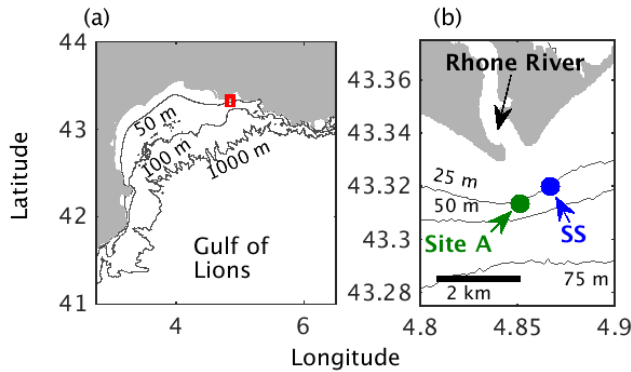 (a)
44
43
42
41
4
6
Latitude
50 m
100 m
1000 m
Gulf of
Lions
(b)
43.36
43.34
43.32
43.3
43.28
4.8
4.85
4.9
Rhone River
25 m
50 m
Site A
SS
75 m
2 km
Longitude